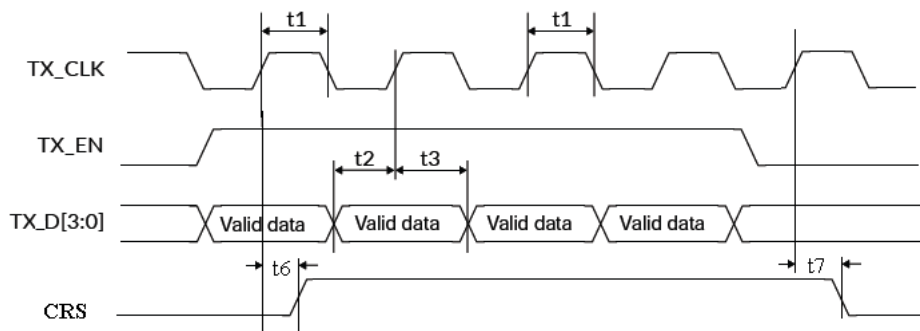 t1 t1
TX_CLK
TX_EN
t2 t3
TX_D[3:0] Valid data Valid data Valid data Valid data
t6 t7
CRS